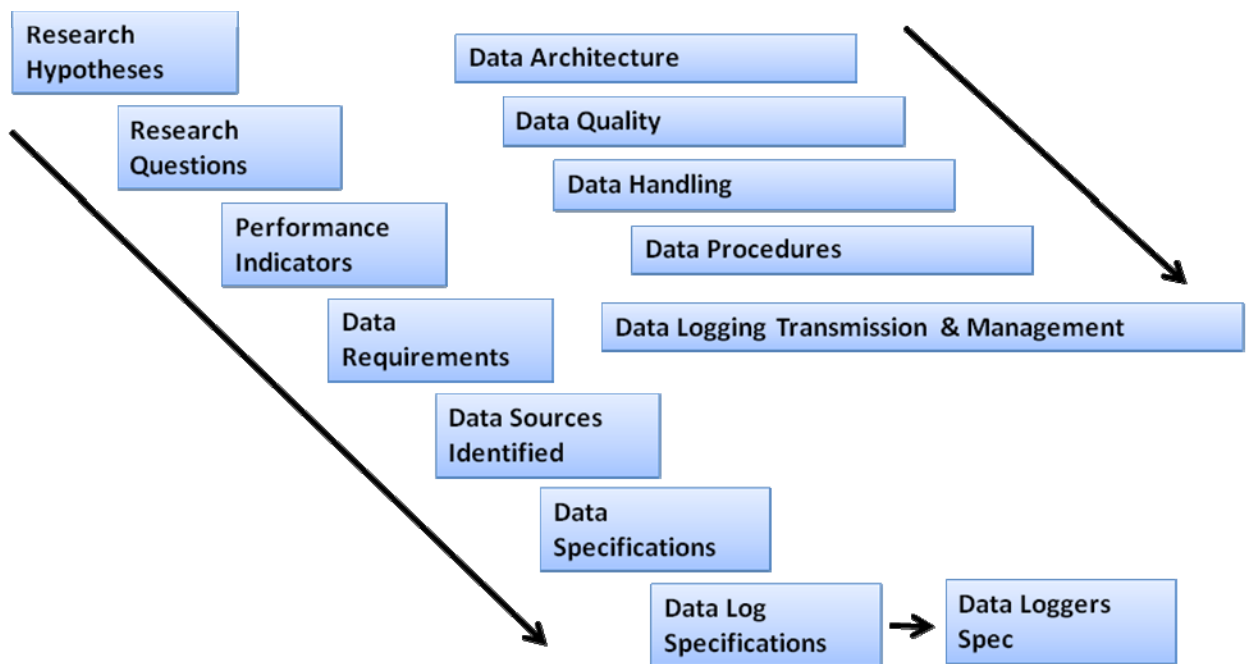 Research
Hypotheses
Research
Questions
Performance
Indicators
Data
Requirements
Data Sources
Identified
Data
Specifications
Data Log
Specifications
Data Loggers
Spec
Data Architecture
Data Quality
Data Handling
Data Procedures
Data Logging Transmission & Management